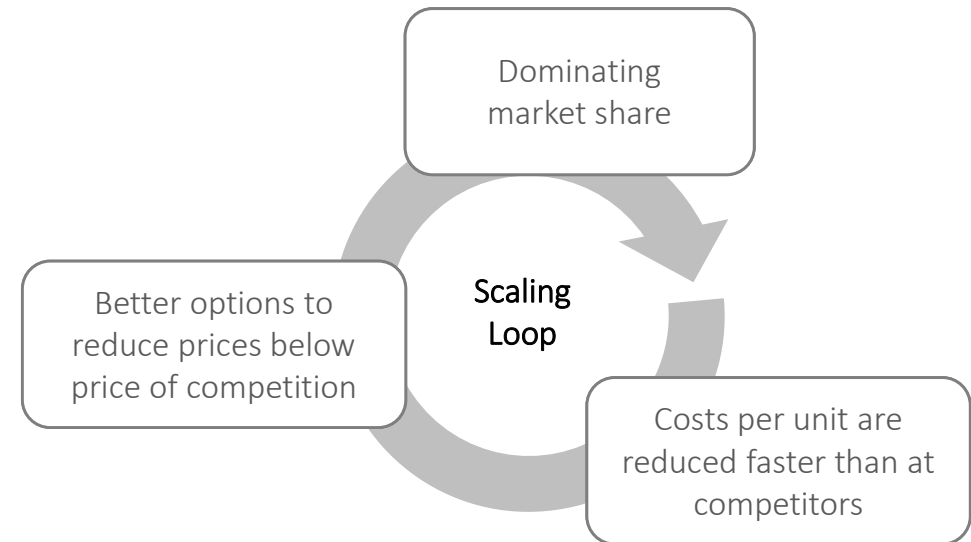 Dominating
market share
Scaling
Loop
Better options to
reduce prices below
price of competition
Costs per unit are
reduced faster than at
competitors